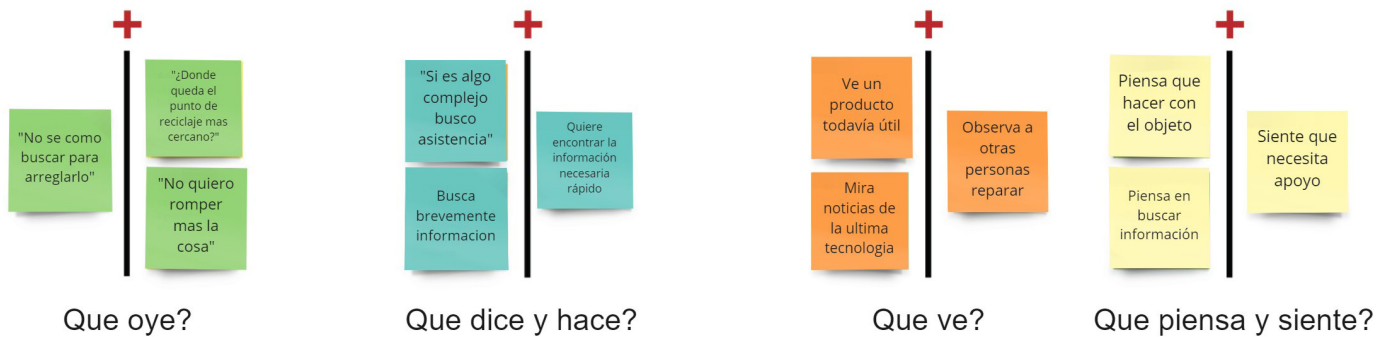 "No se como
buscar para
arreglarlo"
"¿Donde
queda el
punto de
reciclaje mas
cercano?"
"No quiero
romper
mas la
cosa"
Que oye?
"Si es algo
complejo
busco
asistencia"
Busca
brevemente
informacion
Quiere
encontrar la
información
necesaria
rápido
Que dice y hace?
Ve un
producto
todavía útil
Mira
noticias de
la ultima
tecnologia
Observa a
otras
personas
reparar
Que ve?
Piensa que
hacer con
el objeto
Piensa en
buscar
información
Siente que
necesita
apoyo
Que piensa y siente?